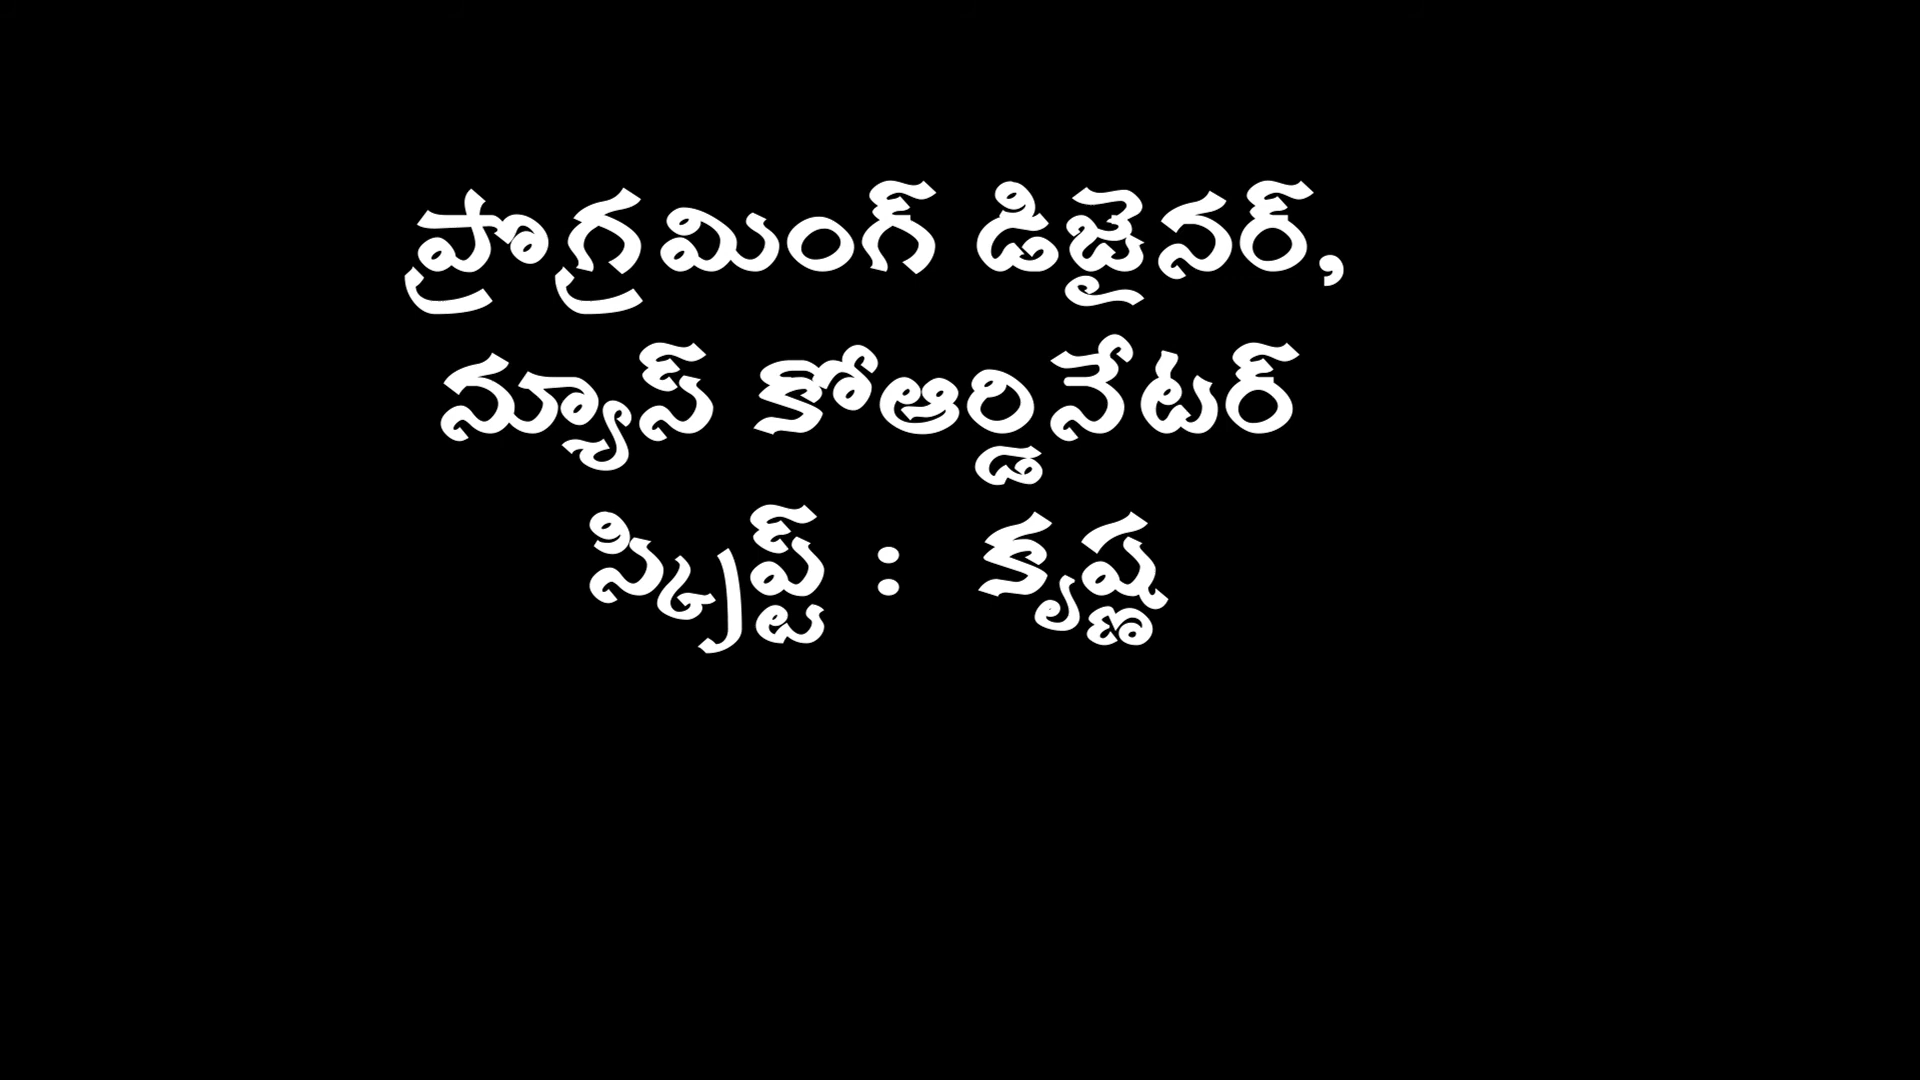 ప్రొగ్రమింగ్ డిజైనర్,
న్యూస్ కోఆర్డినేటర్
స్క్రిప్ట్ : కృష్ణ